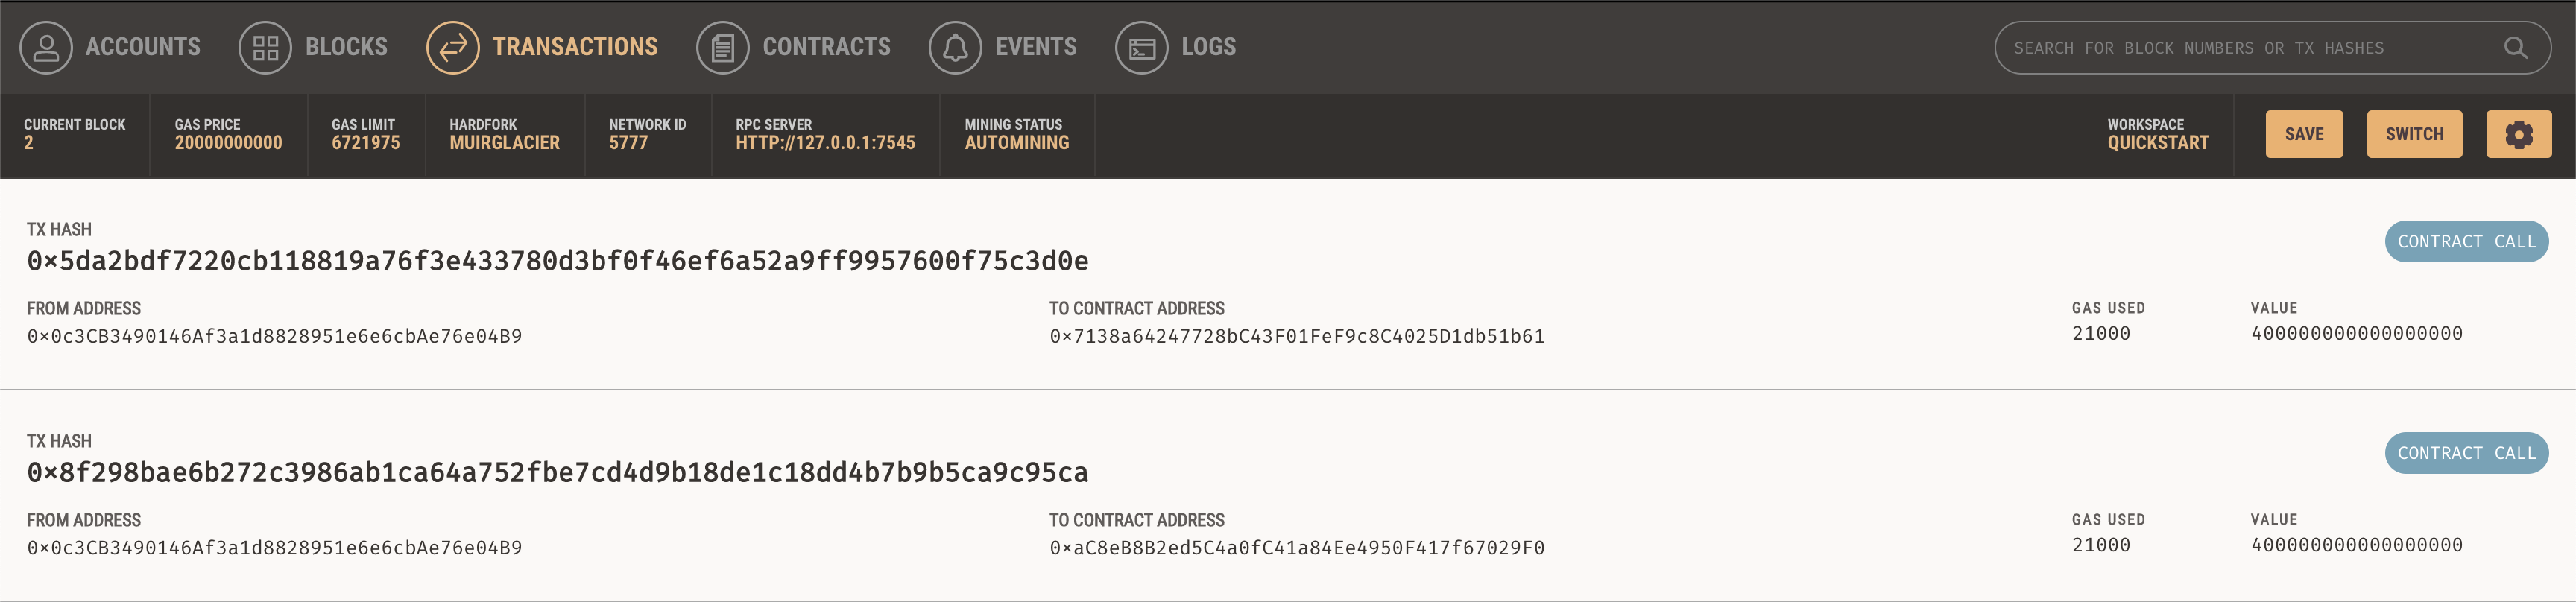 ACCOUNTS BLOCKS TRANSACTIONS CONTRACTS EVENTS LOGS SEARCH FOR BLOCK NUMBERS OR TX HASHES
CURRENT BLOCK GAS PRICE GAS LIMIT HARDFORK NETWORK ID RPC SERVER MINING STATUS WORKSPACE
2 20000000000 6721975 MUIRGLACIER 5777 HTTP://127.0.0.1:7545 AUTOMINING QUICKSTART SAVE SWITCH
TX HASH
0×5da2bdf7220cb118819a76f3e433780d3bf0f46ef6a52a9ff9957600f75c3d0e CONTRACT CALL
FROM ADDRESS TO CONTRACT ADDRESS GAS USED VALUE
0×0c3CB3490146Af3a1d8828951e6e6cbAe76e04B9 0×7138a64247728bC43F01FeF9c8C4025D1db51b61 21000 400000000000000000
TX HASH
0×8f298bae6b272c3986ab1ca64a752fbe7cd4d9b18de1c18dd4b7b9b5ca9c95ca CONTRACT CALL
FROM ADDRESS TO CONTRACT ADDRESS GAS USED VALUE
0×0c3CB3490146Af3a1d8828951e6e6cbAe76e04B9 0×aC8eB8B2ed5C4a0fC41a84Ee4950F417f67029F0 21000 400000000000000000